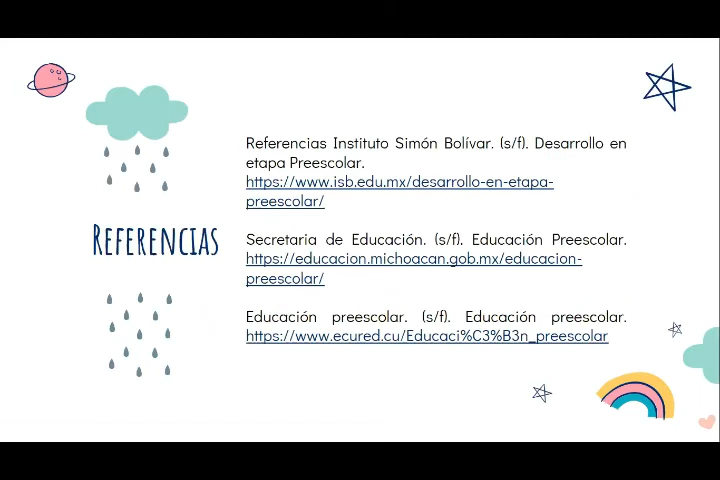 Referencias Instituto Simón Bolívar. (s/f). Desarrollo en
etapa Preescolar.
https://www.isb.edu.mx/desarrollo-en-etapa-
preescolar/
REFERENCIAS
Secretaria de Educación. (s/f). Educación Preescolar.
https://educacion.michoacan.gob.mx/educacion-
preescolar/
Educación preescolar. (s/f). Educación preescolar.
https://www.ecured.cu/Educaci%C3%B3n_preescolar